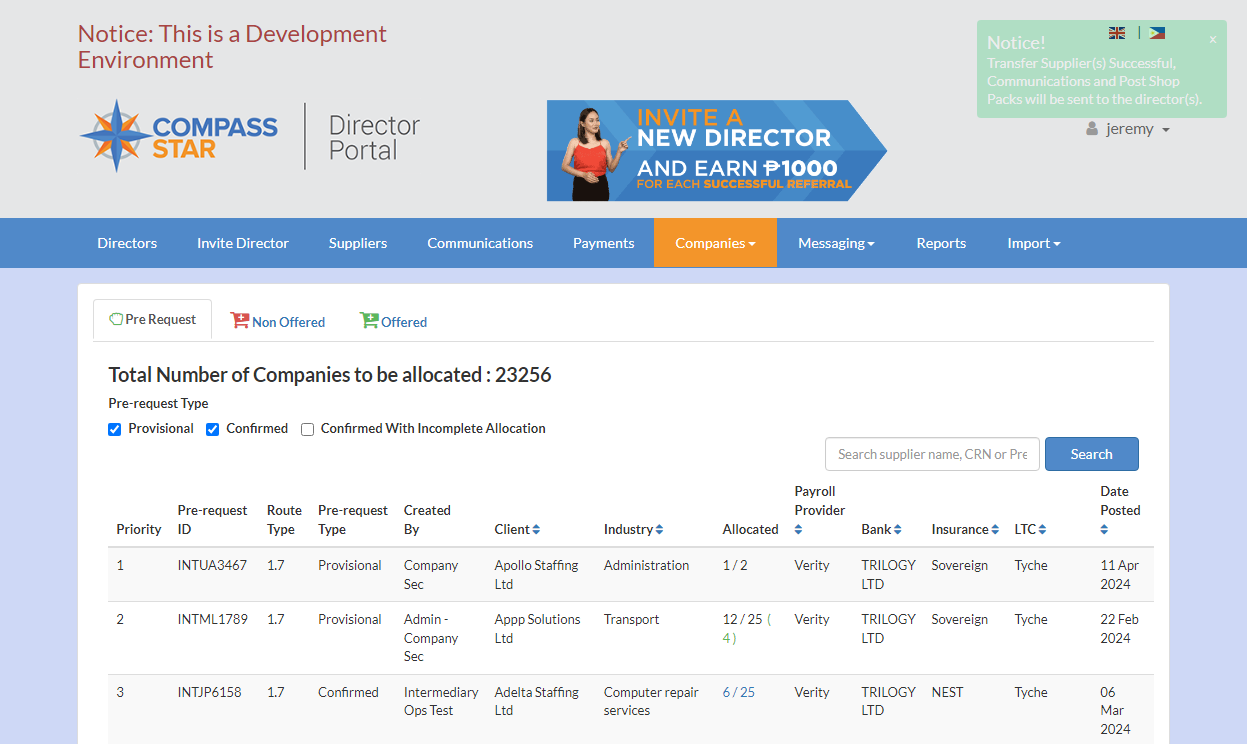 Notice: This is a Development
Environment
|
Notice!
x
Transfer Supplier(s) Successful,
Communications and Post Shop
Packs will be sent to the director(s).
COMPASS
STAR
Director
Portal
INVITE A
NEW DIRECTOR
AND EARN ₱1000
FOR EACH SUCCESSFUL REFERRAL
jeremy
Directors Invite Director Suppliers Communications Payments Companies Messaging Reports Import
Pre Request Non Offered Offered
Total Number of Companies to be allocated : 23256
Pre-request Type
Provisional Confirmed Confirmed With Incomplete Allocation
Search supplier name, CRN or Pre Search
Priority Pre-request ID Route Type Pre-request Type Created By Client Industry Allocated Payroll Provider Bank Insurance LTC Date Posted
1 INTUA3467 1.7 Provisional Company Sec Apollo Staffing Ltd Administration 1 / 2 Verity TRILOGY LTD Sovereign Tyche 11 Apr 2024
2 INTML1789 1.7 Provisional Admin - Company Sec Appp Solutions Ltd Transport 12 / 25 ( 4 ) Verity TRILOGY LTD Sovereign Tyche 22 Feb 2024
3 INTJP6158 1.7 Confirmed Intermediary Ops Test Adelta Staffing Ltd Computer repair services 6 / 25 Verity TRILOGY LTD NEST Tyche 06 Mar 2024